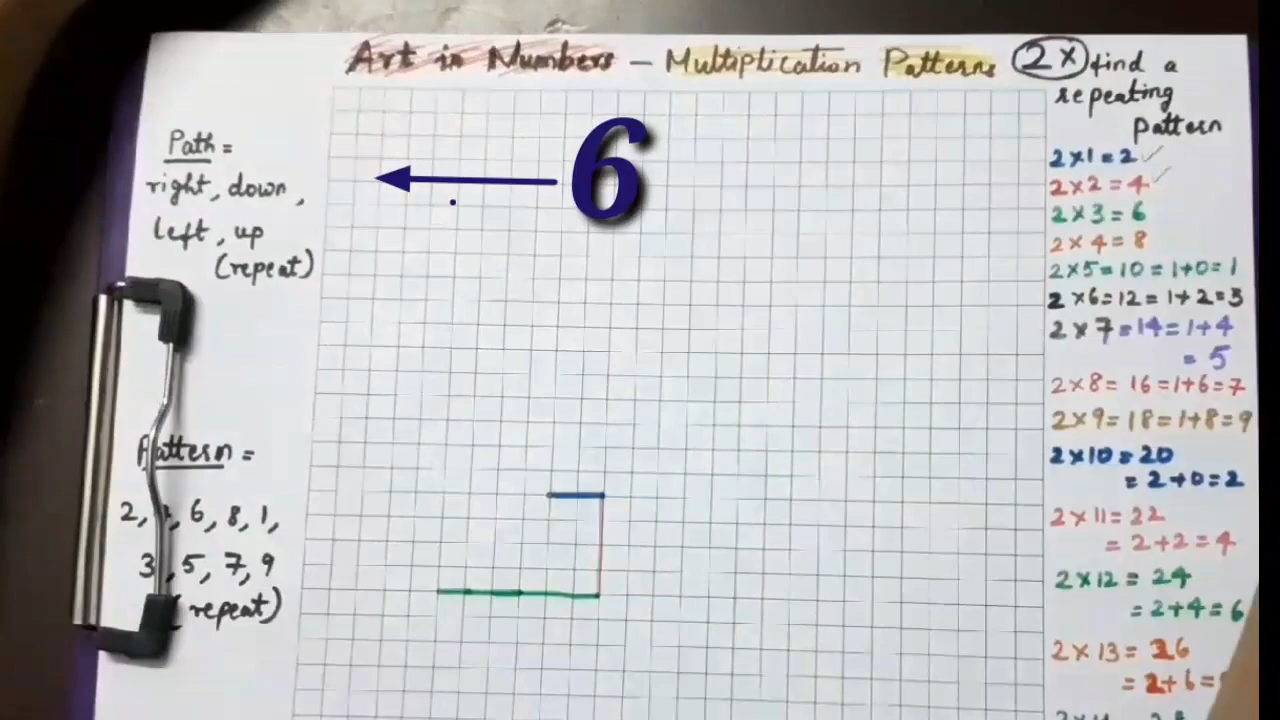 Art in Numbers - Multiplication Patterns
2x find a
repeating
pattern
Path =
right, down,
left, up
(repeat)
6
Pattern =
2, , 6, 8, 1,
3, 5, 7, 9
(repeat)
2x1=2 ✓
2x2=4 ✓
2x3=6
2x4=8
2x5=10=1+0=1
2x6=12=1+2=3
2x7=14=1+4
=5
2x8=16=1+6=7
2x9=18=1+8=9
2x10=20
=2+0=2
2x11=22
=2+2=4
2x12=24
=2+4=6
2x13=26
=2+6=